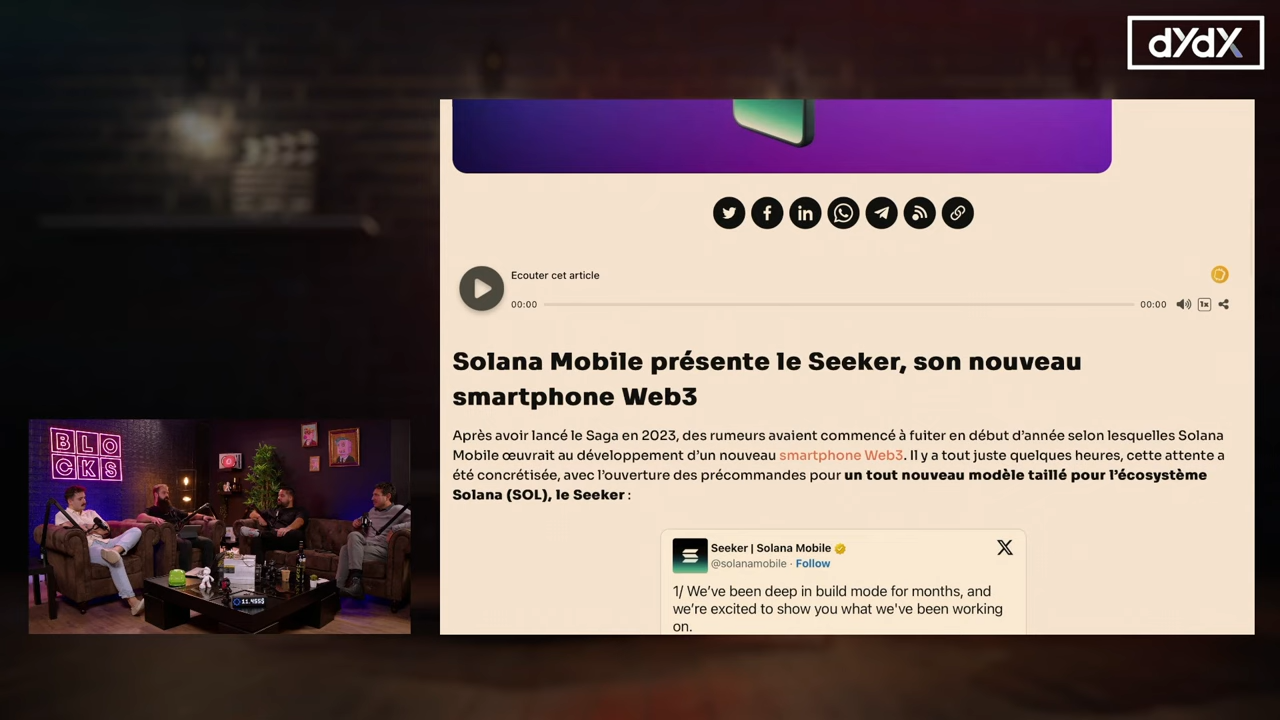 dYdX
Ecouter cet article
00:00
00:00
1x
Solana Mobile présente le Seeker, son nouveau
smartphone Web3
Après avoir lancé le Saga en 2023, des rumeurs avaient commencé à fuiter en début d'année selon lesquelles Solana
Mobile œuvrait au développement d'un nouveau smartphone Web3. Il y a tout juste quelques heures, cette attente a
été concrétisée, avec l'ouverture des précommandes pour un tout nouveau modèle taillé pour l'écosystème
Solana (SOL), le Seeker :
Seeker | Solana Mobile
@solanamobile · Follow
1/ We've been deep in build mode for months, and
we're excited to show you what we've been working
on.
BLO
CKS
11.455$